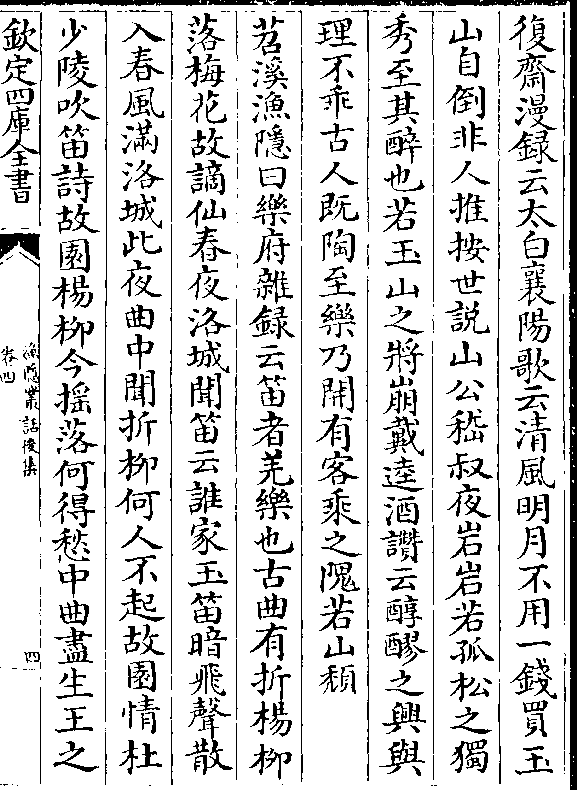 復齋漫録云太白襄陽歌云清風明月不用一錢買玉
山自倒非人推按世説山公嵇叔夜岩岩若孤松之獨
秀至其醉也若玉山之將崩戴逵酒讚云醇醪之興與
理不乖古人既陶至樂乃開有客乘之隗若山頽
苕溪漁隱曰樂府雜録云笛者羌樂也古曲有折楊栁
落梅花故謫仙春夜洛城聞笛云誰家玉笛暗飛聲散
入春風滿洛城此夜曲中聞折栁何人不起故園情杜
少陵吹笛詩故園楊栁今揺落何得愁中曲盡生王之
欽定四庫全書
漁隱叢話後集
卷四
四